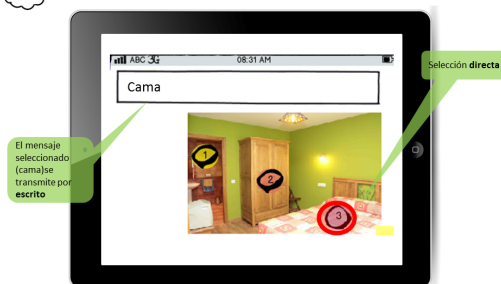 ABC 3G 08:31 AM
Cama
Selección directa
El mensaje
seleccionado
(cama)se
transmite por
escrito
1
2
3